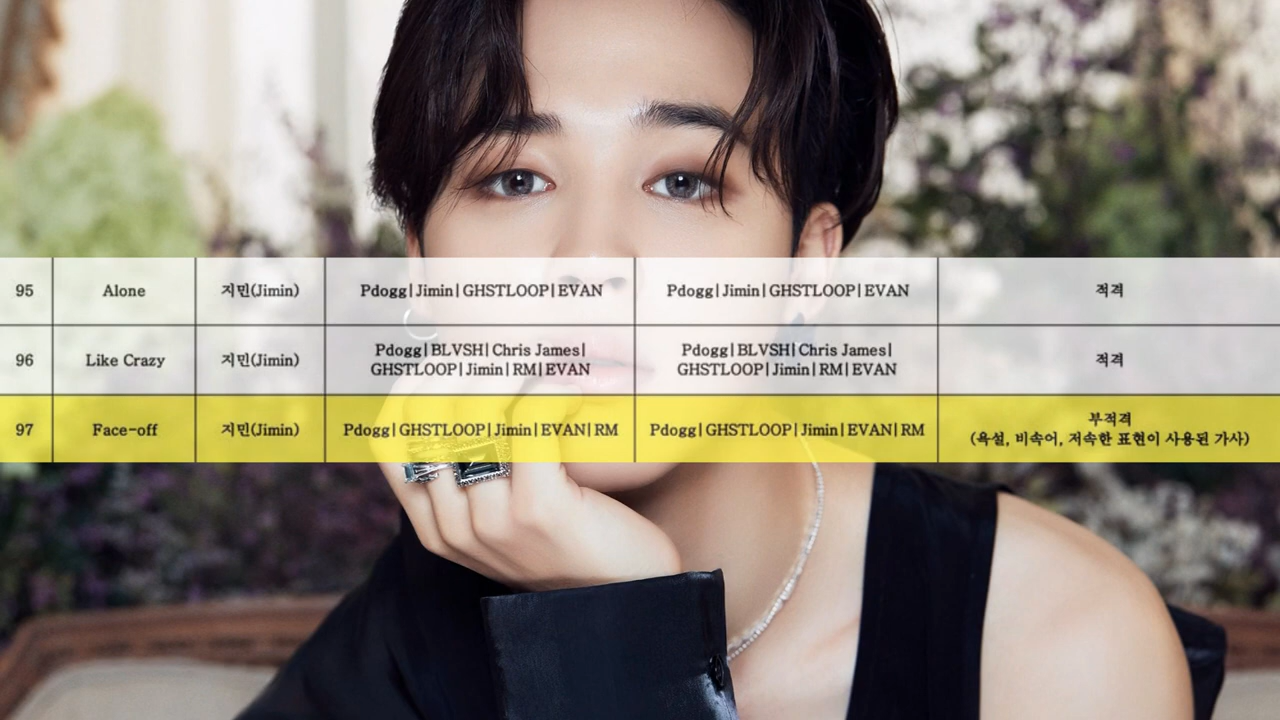 95 Alone 지민(Jimin) Pdogg|Jimin|GHSTLOOP|EVAN Pdogg|Jimin|GHSTLOOP|EVAN 적격
96 Like Crazy 지민(Jimin) Pdogg|BLVSH|Chris James| GHSTLOOP|Jimin|RM|EVAN Pdogg|BLVSH|Chris James| GHSTLOOP|Jimin|RM|EVAN 적격
97 Face-off 지민(Jimin) Pdogg|GHSTLOOP|Jimin|EVAN|RM Pdogg|GHSTLOOP|Jimin|EVAN|RM 부적격
(욕설, 비속어, 저속한 표현이 사용된 가사)